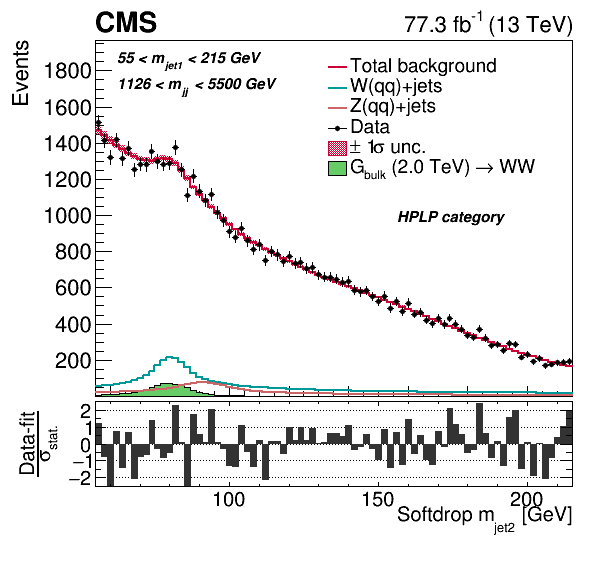 CMS 77.3 fb⁻¹ (13 TeV)
55 < m_jet1 < 215 GeV
1126 < m_jj < 5500 GeV
Total background
W(qq)+jets
Z(qq)+jets
Data
± 1σ unc.
G_bulk (2.0 TeV) → WW
HPLP category
Events
1800
1600
1400
1200
1000
800
600
400
200
Data-fit
σ_stat.
2
1
0
−1
−2
100 150 200
Softdrop m_jet2 [GeV]